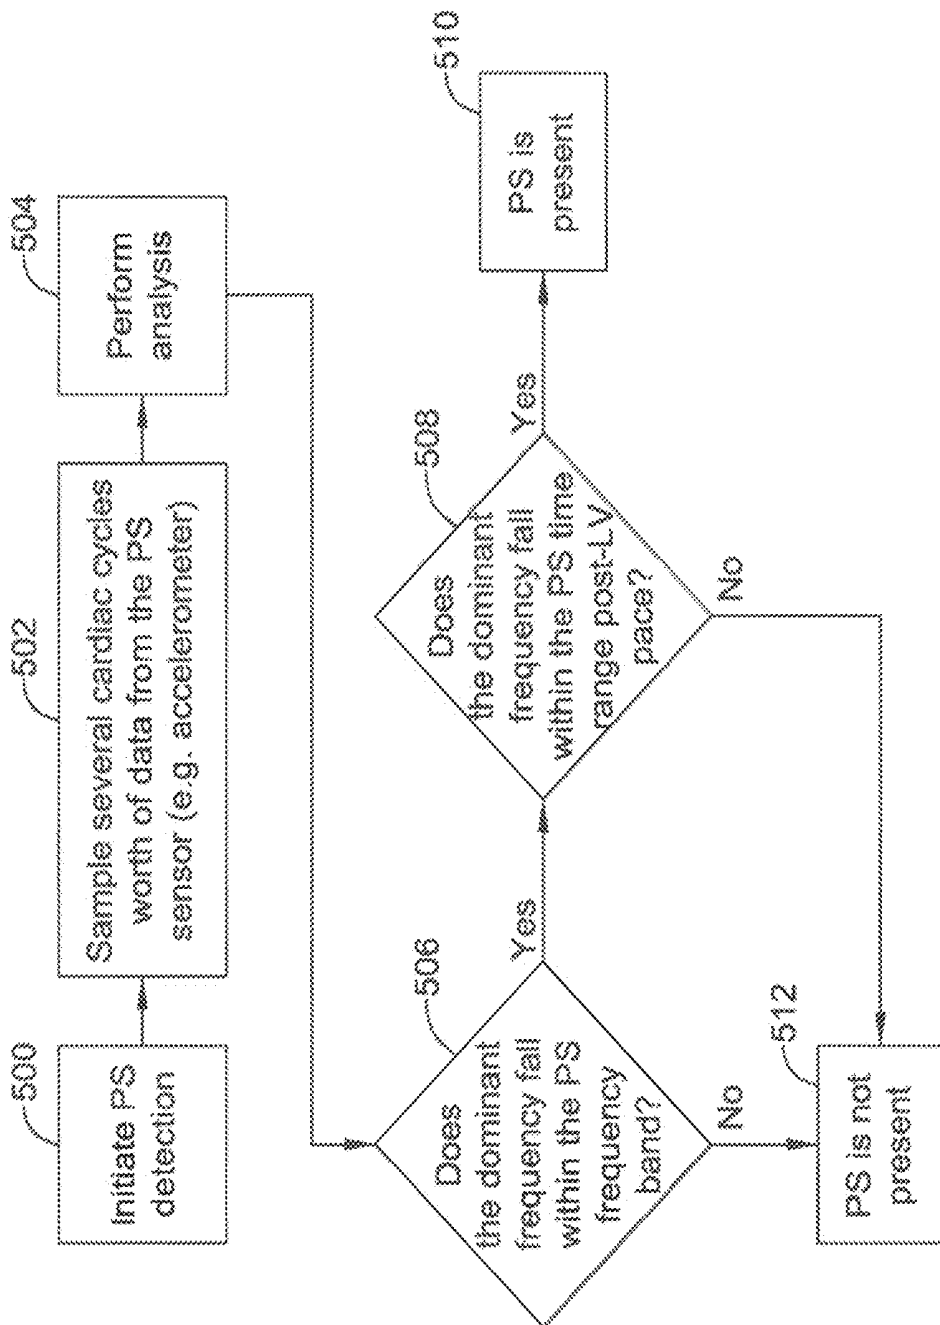 500
Initiate PS
detection
502
Sample several cardiac cycles
worth of data from the PS
sensor (e.g. accelerometer)
504
Perform
analysis
506
Does
the dominant
frequency fall
within the PS
frequency
band?
Yes
No
508
Does
the dominant
frequency fall
within the PS time
range post-LV
pace?
Yes
No
510
PS is
present
512
PS is not
present